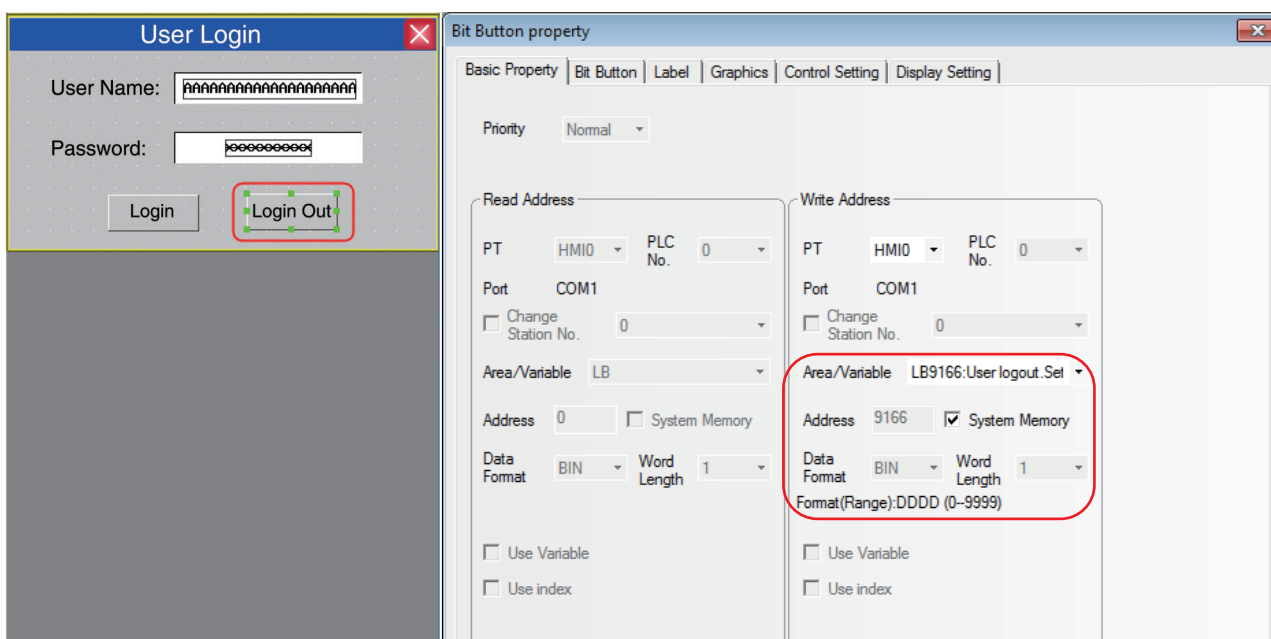 User Login
User Name: AAAAAAAAAAAAAAAAAAAA
Password: ××××××××××
Login Login Out
Bit Button property
Basic Property Bit Button Label Graphics Control Setting Display Setting
Priority Normal
Read Address
PT HMI0 PLC No. 0
Port COM1
Change Station No. 0
Area/Variable LB
Address 0 System Memory
Data Format BIN Word Length 1
Use Variable
Use index
Write Address
PT HMI0 PLC No. 0
Port COM1
Change Station No. 0
Area/Variable LB9166:User logout.Set
Address 9166 System Memory
Data Format BIN Word Length 1
Format(Range):DDDD (0--9999)
Use Variable
Use index